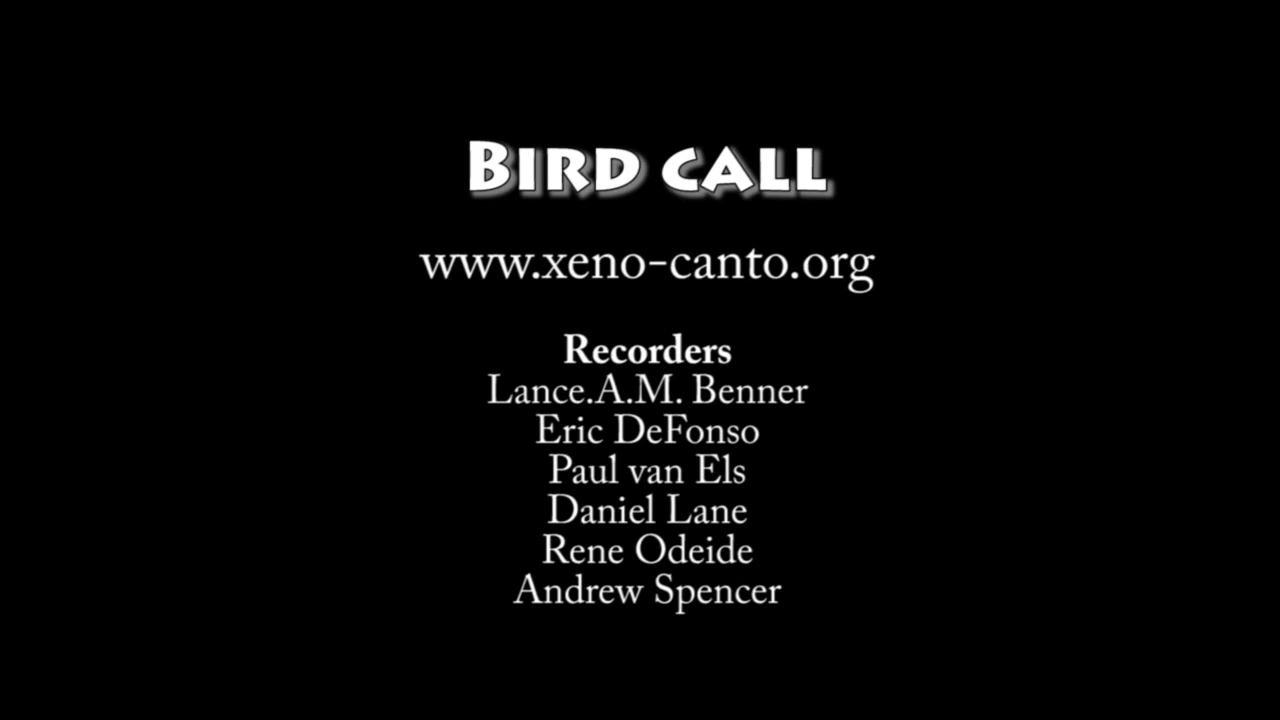 BIRD CALL
www.xeno-canto.org
Recorders
Lance.A.M. Benner
Eric DeFonso
Paul van Els
Daniel Lane
Rene Odeide
Andrew Spencer